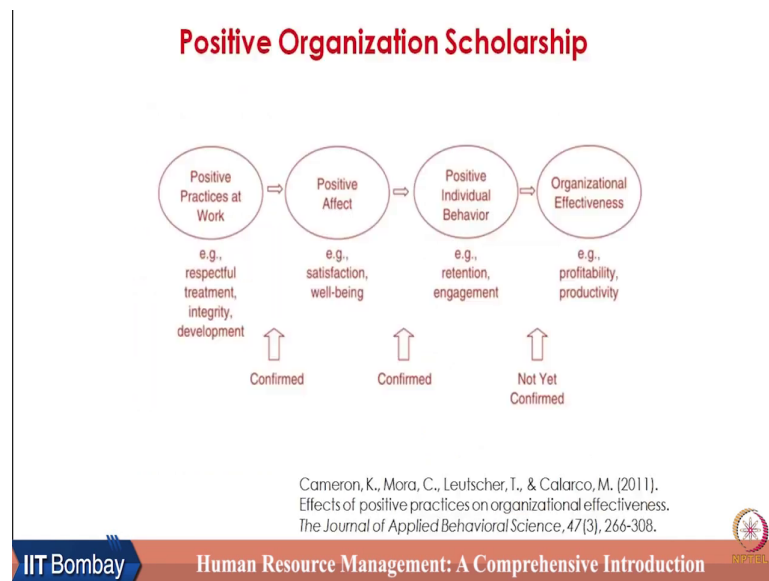 Positive Organization Scholarship
Positive
Practices at
Work
Positive
Affect
Positive
Individual
Behavior
Organizational
Effectiveness
e.g.,
respectful
treatment,
integrity,
development
e.g.,
satisfaction,
well-being
e.g.,
retention,
engagement
e.g.,
profitability,
productivity
Confirmed
Confirmed
Not Yet
Confirmed
Cameron, K., Mora, C., Leutscher, T., & Calarco, M. (2011).
Effects of positive practices on organizational effectiveness.
The Journal of Applied Behavioral Science, 47(3), 266-308.
IIT Bombay
Human Resource Management: A Comprehensive Introduction
NPTEL